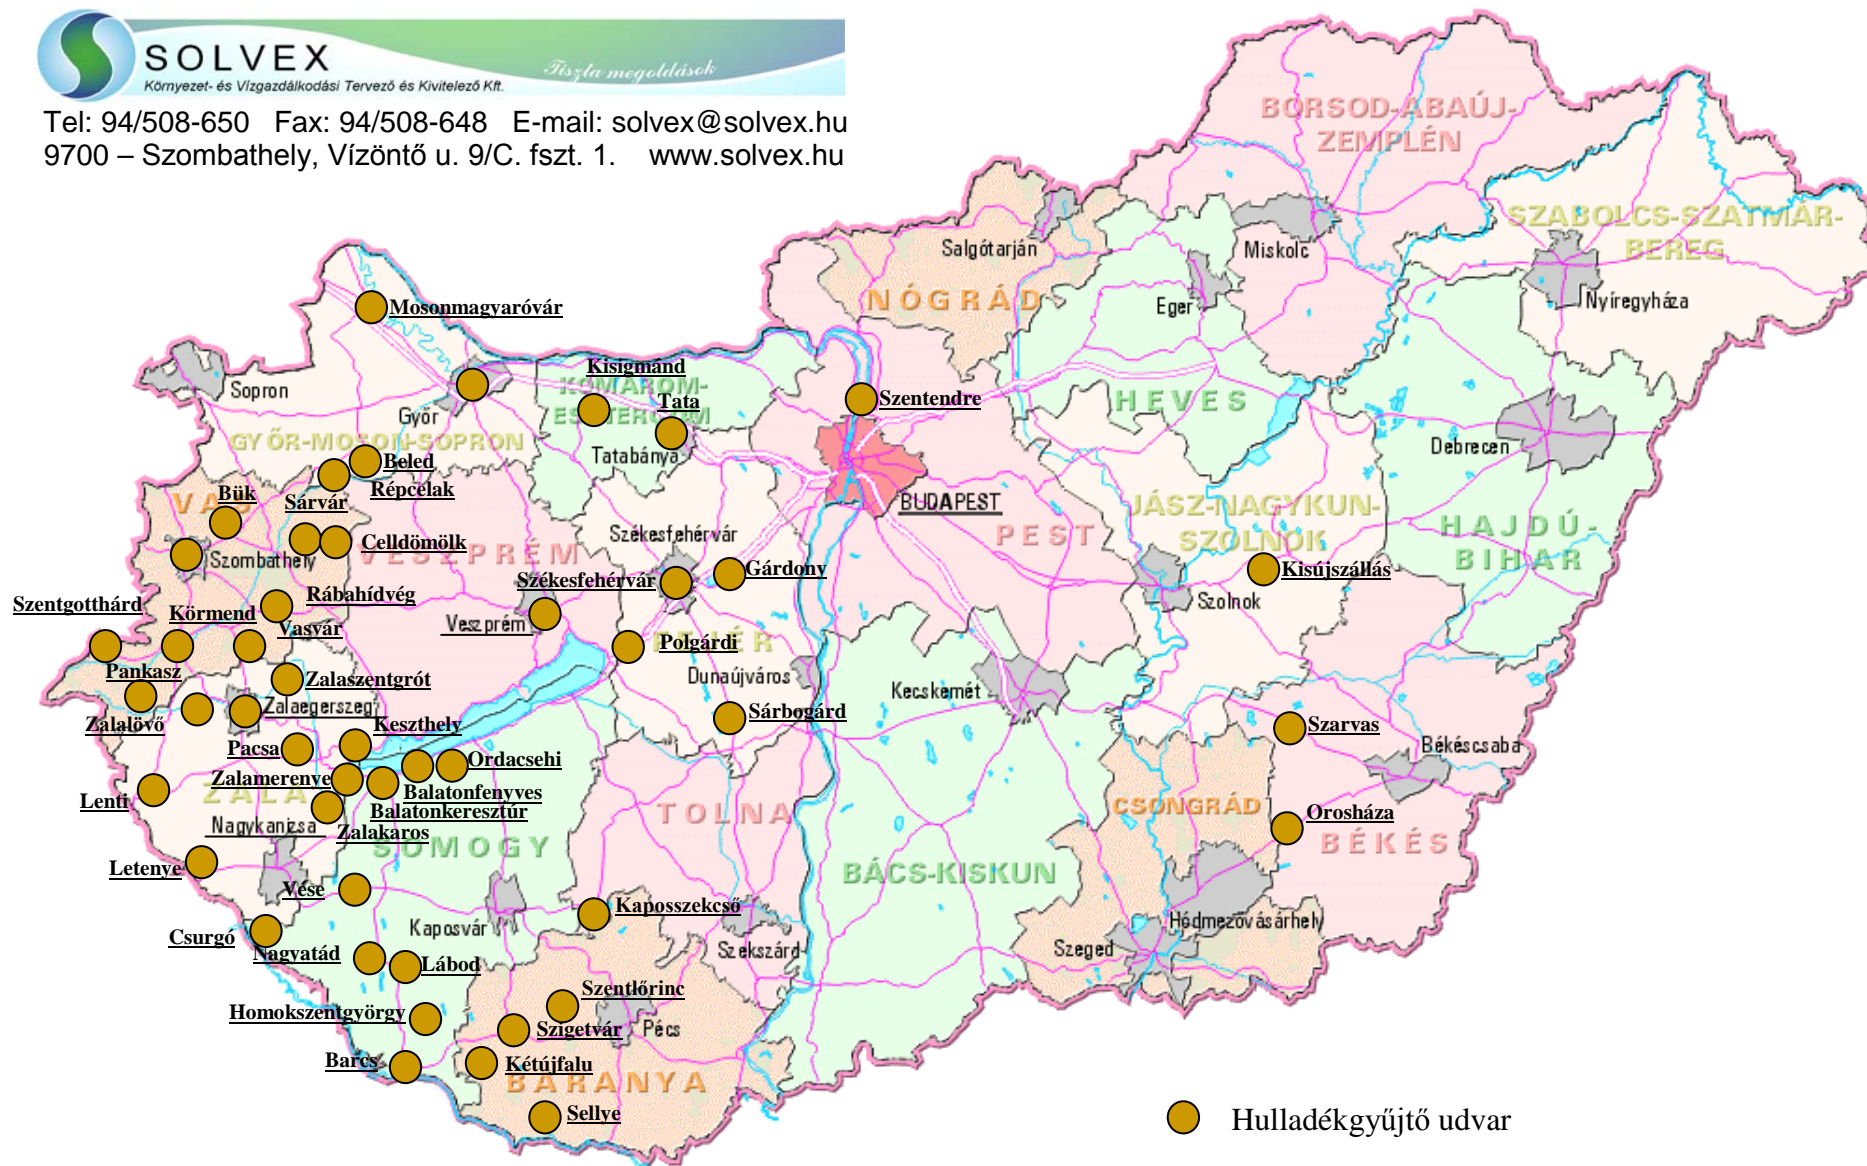 SOLVEX
Környezet- és Vízgazdálkodási Tervező és Kivitelező Kft.
Tiszta megoldások
Tel: 94/508-650 Fax: 94/508-648 E-mail: solvex@solvex.hu
9700 – Szombathely, Vízöntő u. 9/C. fszt. 1. www.solvex.hu
BORSOD-ABAÚJ-
ZEMPLÉN
SZABOLCS-SZATMÁR-
BEREG
Salgótarján
Miskolc
NÓGRÁD
Eger
Nyíregyháza
Mosonmagyaróvár
Sopron
Kisigmánd
KOMÁROM-
ESZTERGOM
Tata
Szentendre
HEVES
Győr
GYŐR-MOSON-SOPRON
Tatabánya
Debrecen
Beled
Répcelak
VAS
Bük
Sárvár
BUDAPEST
JÁSZ-NAGYKUN-
SZOLNOK
HAJDÚ-
BIHAR
PEST
Székesfehérvár
Celldömölk
VESZPRÉM
Szombathely
Székesfehérvár
Gárdony
Kisújszállás
Szolnok
Szentgotthárd
Körmend
Rábahídvég
Vasvár
Veszprém
FEJÉR
Polgárdi
Pankasz
Zalaszentgrót
Dunaújváros
Kecskemét
Zalalövő
Zalaegerszeg
Keszthely
Sárbogárd
Szarvas
Pacsa
Békéscsaba
Ordacsehi
Zalamerenye
Balatonfenyves
Balatonkeresztúr
Lenti
ZALA
CSONGRÁD
TOLNA
Orosháza
Nagykanizsa
Zalakaros
BÉKÉS
SOMOGY
Letenye
BÁCS-KISKUN
Vése
Kaposszekcső
Hódmezővásárhely
Kaposvár
Csurgó
Nagyatád
Szekszárd
Szeged
Lábod
Szentlőrinc
Homokszentgyörgy
Szigetvár
Pécs
Barcs
Kétújfalu
BARANYA
Sellye
Hulladékgyűjtő udvar